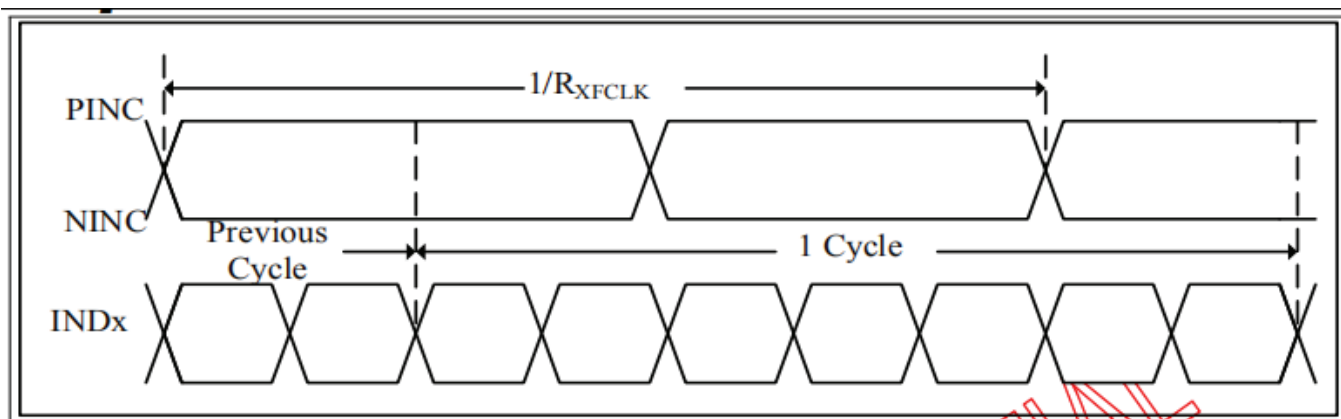 1/RXFCLK
PINC
NINC
Previous
Cycle
1 Cycle
INDx